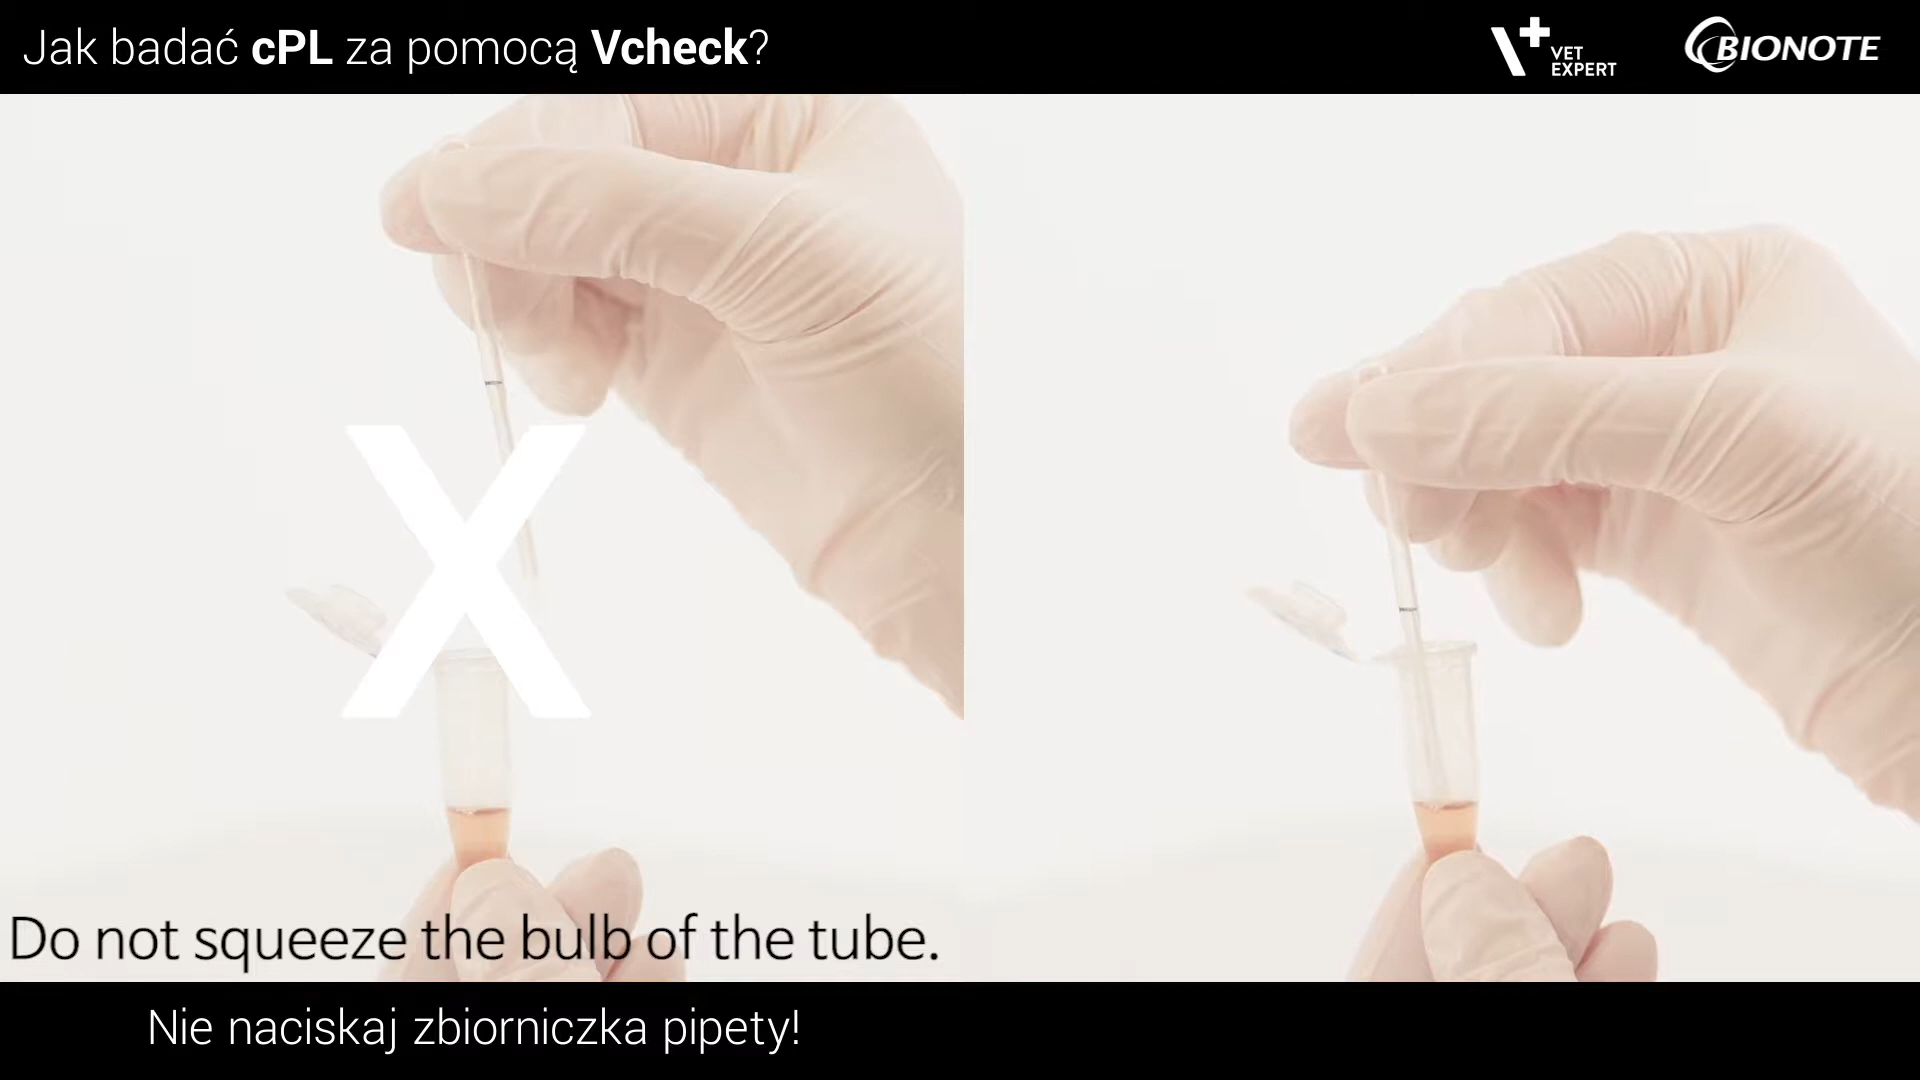 Jak badać cPL za pomocą Vcheck?
VET
EXPERT
BIONOTE
X
Do not squeeze the bulb of the tube.
Nie naciskaj zbiorniczka pipety!